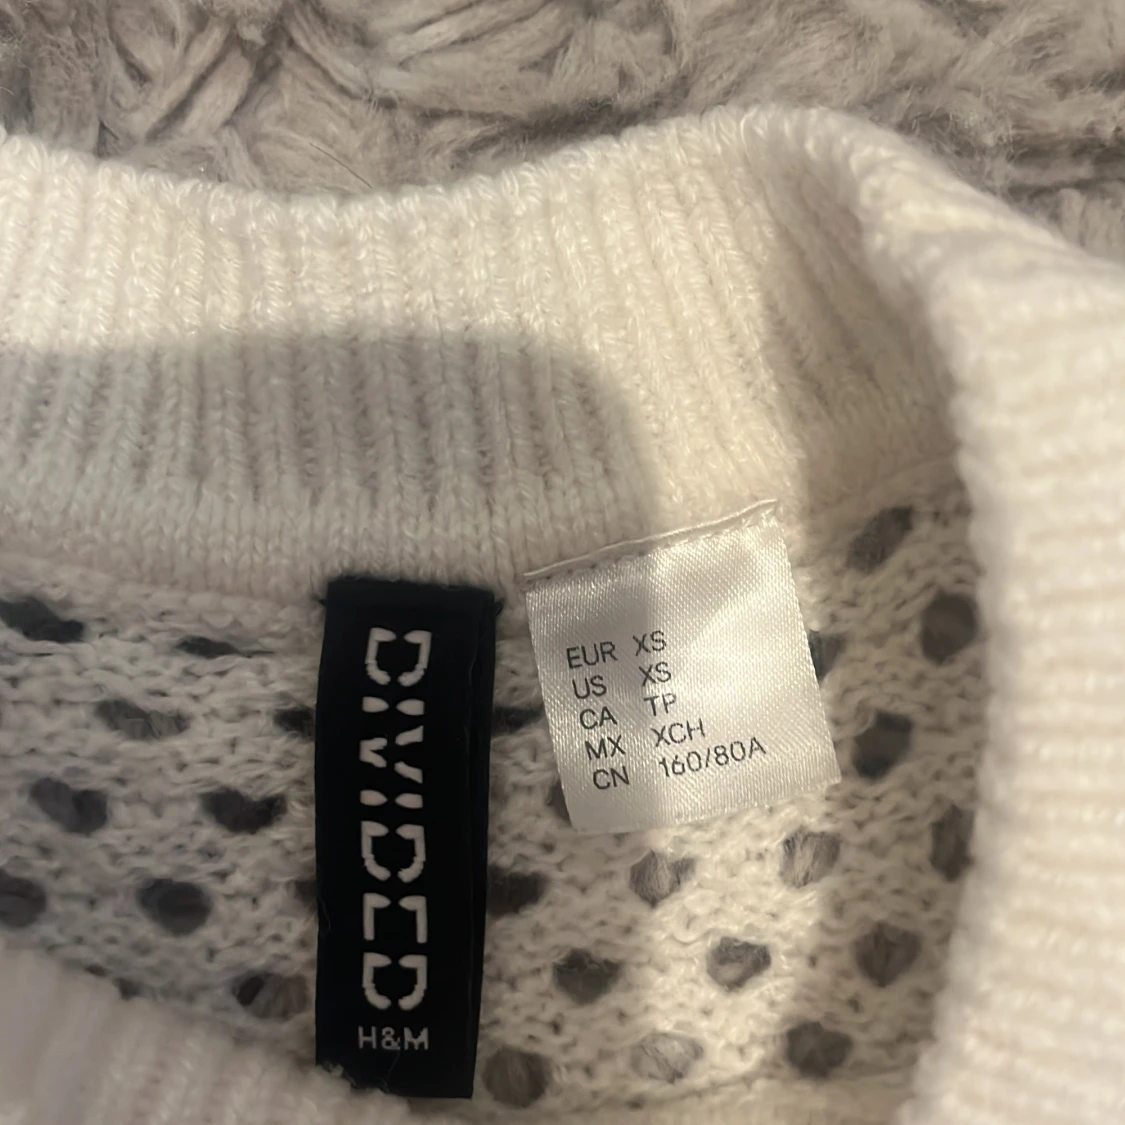 DIVIDED
H&M
EUR XS
US XS
CA TP
MX XCH
CN 160/80A